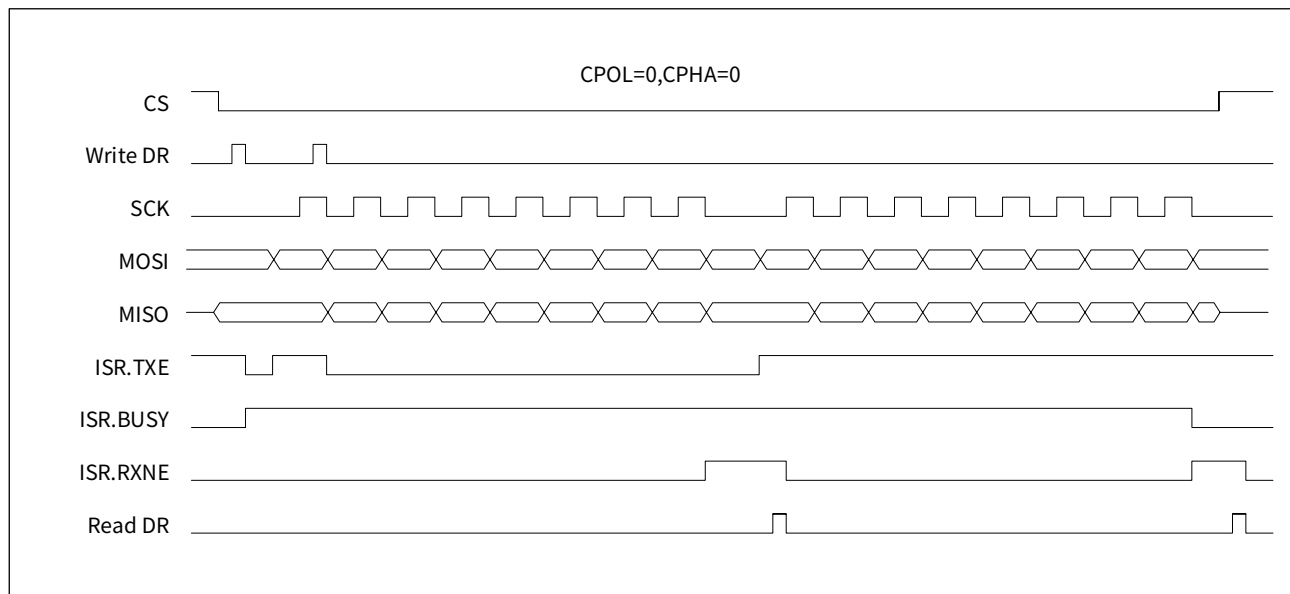 CPOL=0,CPHA=0
CS
Write DR
SCK
MOSI
MISO
ISR.TXE
ISR.BUSY
ISR.RXNE
Read DR